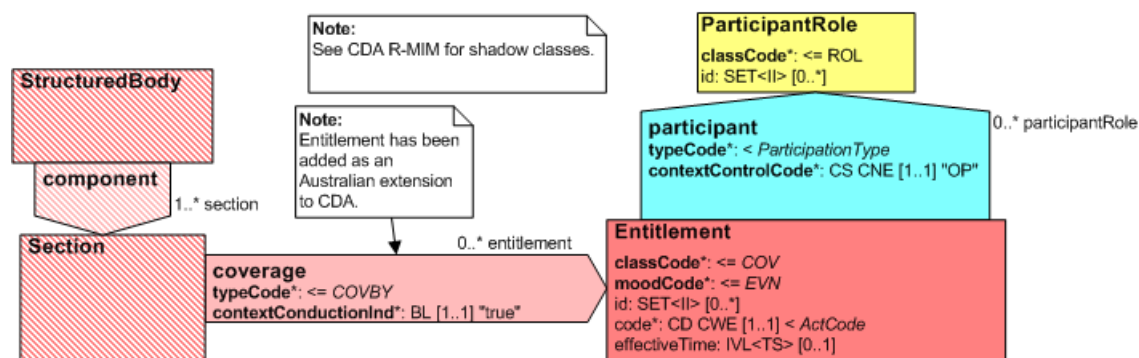 Note:
See CDA R-MIM for shadow classes.
ParticipantRole
classCode*: <= ROL
id: SET<II> [0..*]
StructuredBody
component
1..* section
Note:
Entitlement has been
added as an
Australian extension
to CDA.
participant
typeCode*: < ParticipationType
contextControlCode*: CS CNE [1..1] "OP"
0..* participantRole
Section
coverage
typeCode*: <= COVBY
contextConductionInd*: BL [1..1] "true"
0..* entitlement
Entitlement
classCode*: <= COV
moodCode*: <= EVN
id: SET<II> [0..*]
code*: CD CWE [1..1] < ActCode
effectiveTime: IVL<TS> [0..1]